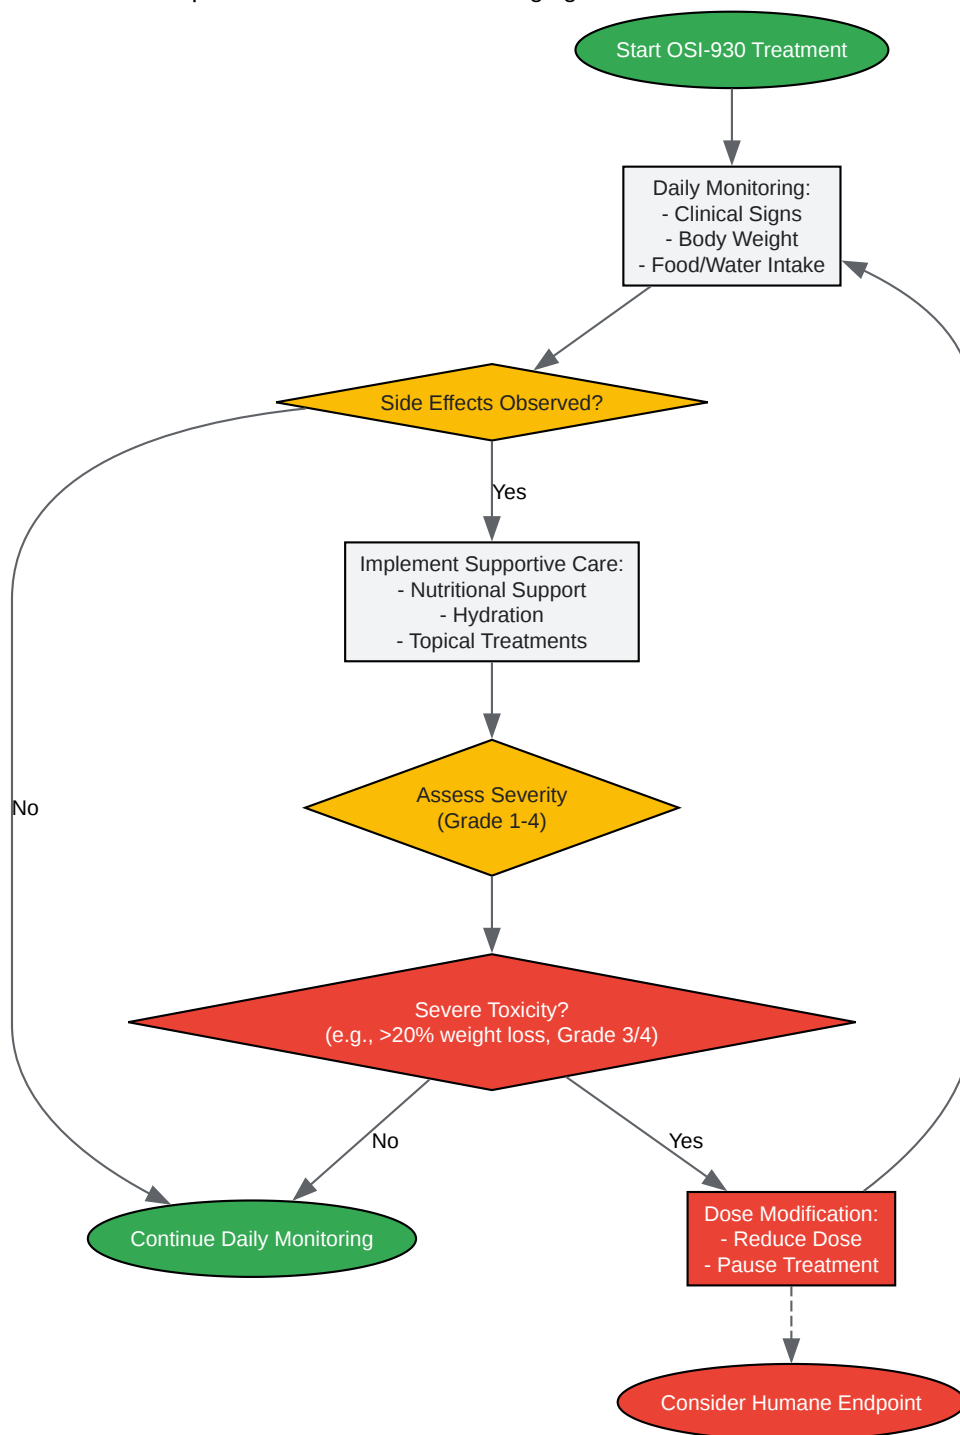 Start OSI-930 Treatment
Daily Monitoring:
- Clinical Signs
- Body Weight
- Food/Water Intake
Side Effects Observed?
Yes
Implement Supportive Care:
- Nutritional Support
- Hydration
- Topical Treatments
Assess Severity
(Grade 1-4)
No
Severe Toxicity?
(e.g., >20% weight loss, Grade 3/4)
No
Yes
Continue Daily Monitoring
Dose Modification:
- Reduce Dose
- Pause Treatment
Consider Humane Endpoint